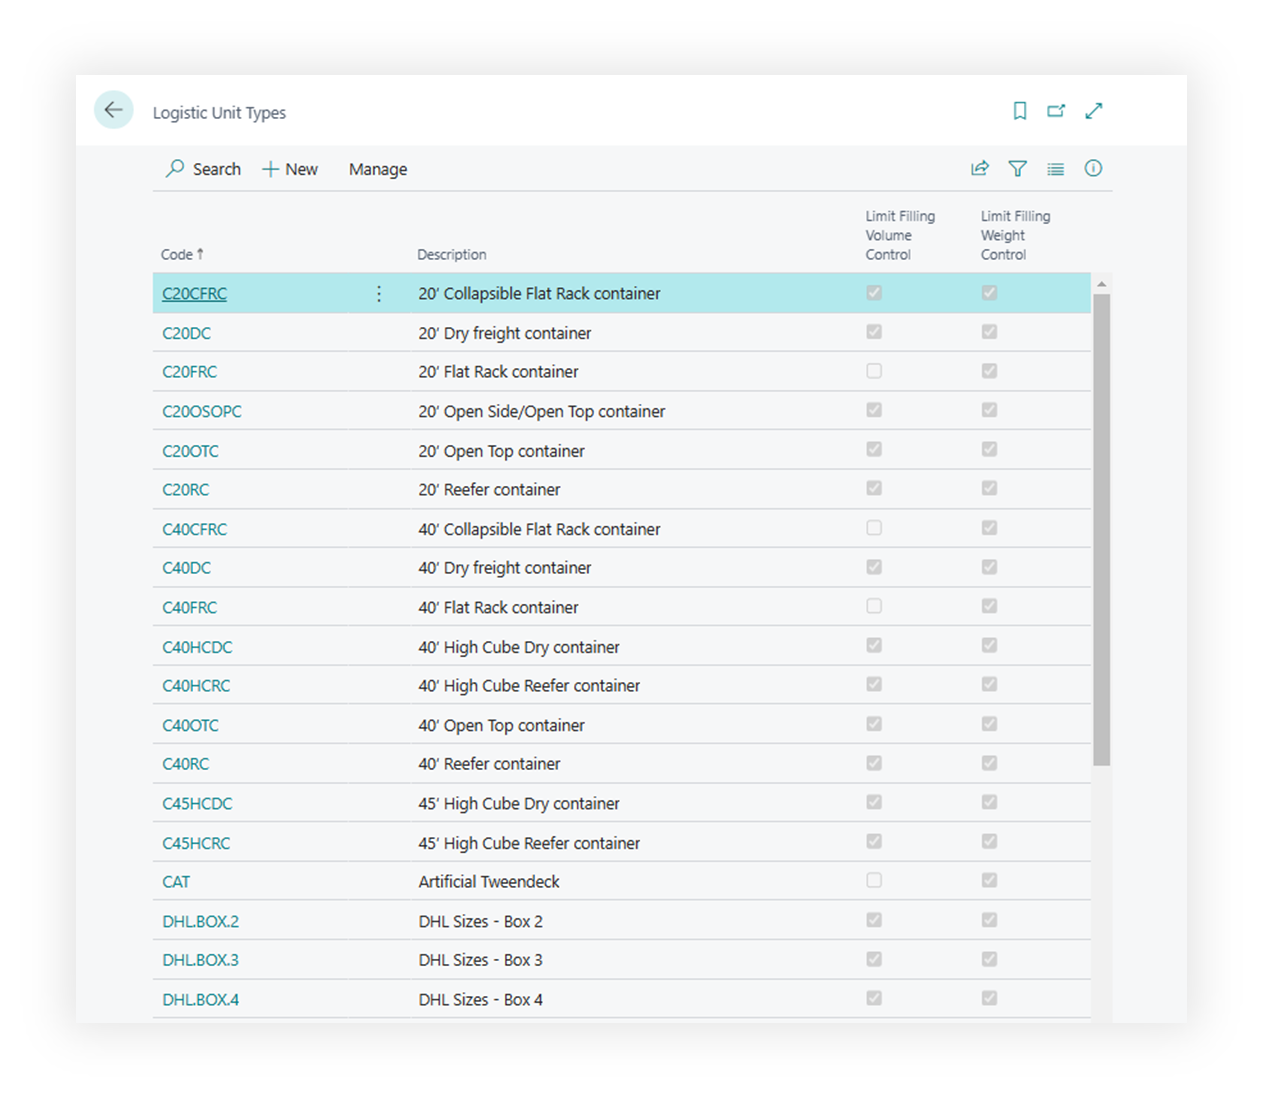 Logistic Unit Types
Search New Manage
Limit Filling Volume Control
Limit Filling Weight Control
Code ↑ Description
C20CFRC 20' Collapsible Flat Rack container
C20DC 20' Dry freight container
C20FRC 20' Flat Rack container
C20OSOPC 20' Open Side/Open Top container
C20OTC 20' Open Top container
C20RC 20' Reefer container
C40CFRC 40' Collapsible Flat Rack container
C40DC 40' Dry freight container
C40FRC 40' Flat Rack container
C40HCDC 40' High Cube Dry container
C40HCRC 40' High Cube Reefer container
C40OTC 40' Open Top container
C40RC 40' Reefer container
C45HCDC 45' High Cube Dry container
C45HCRC 45' High Cube Reefer container
CAT Artificial Tweendeck
DHL.BOX.2 DHL Sizes - Box 2
DHL.BOX.3 DHL Sizes - Box 3
DHL.BOX.4 DHL Sizes - Box 4